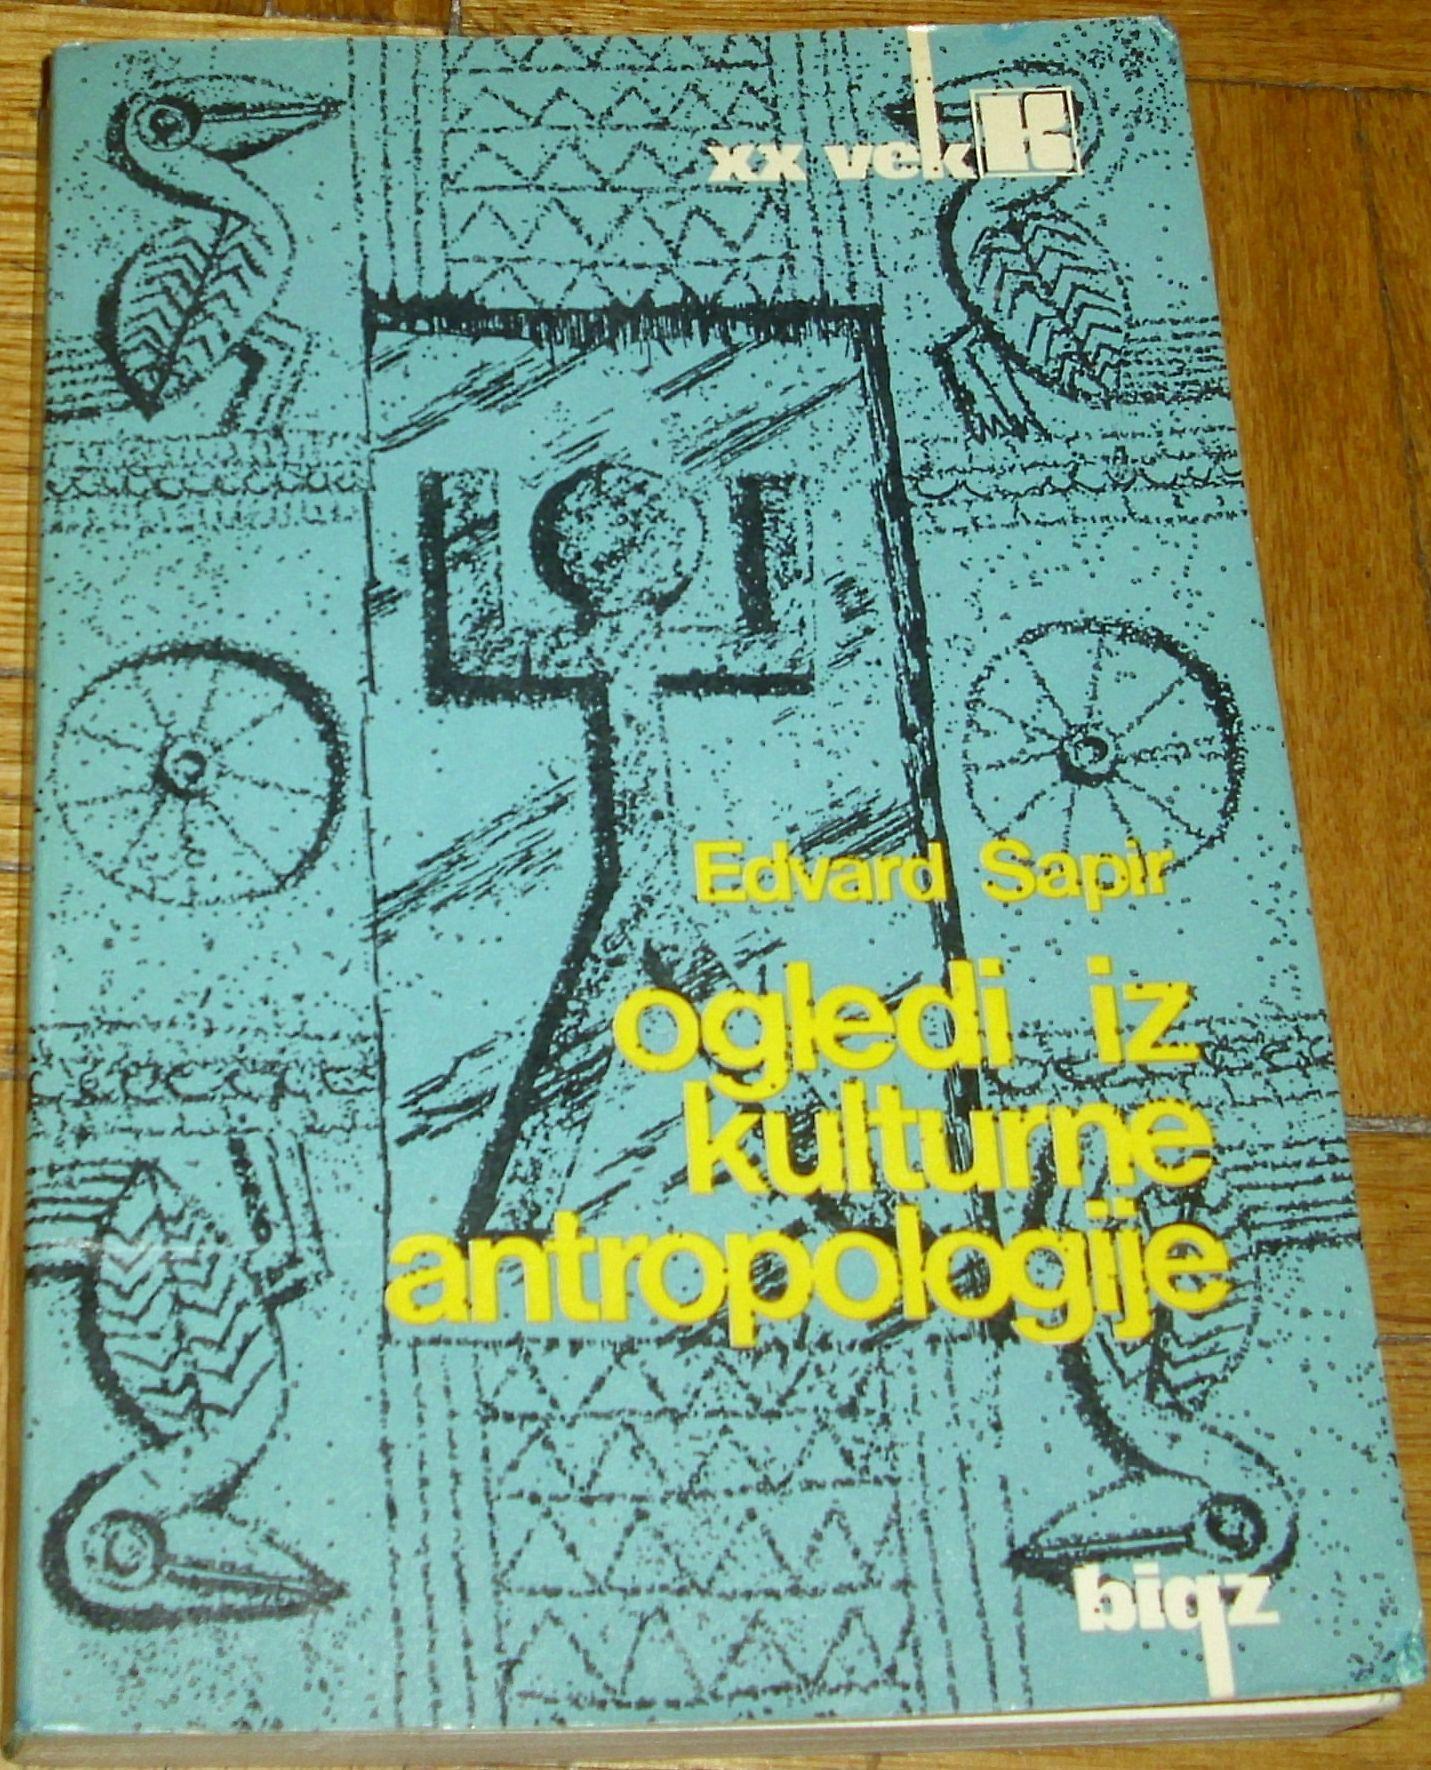 xx vek
Edvard Sapir
ogledi iz
kulturne
antropologije
bigz